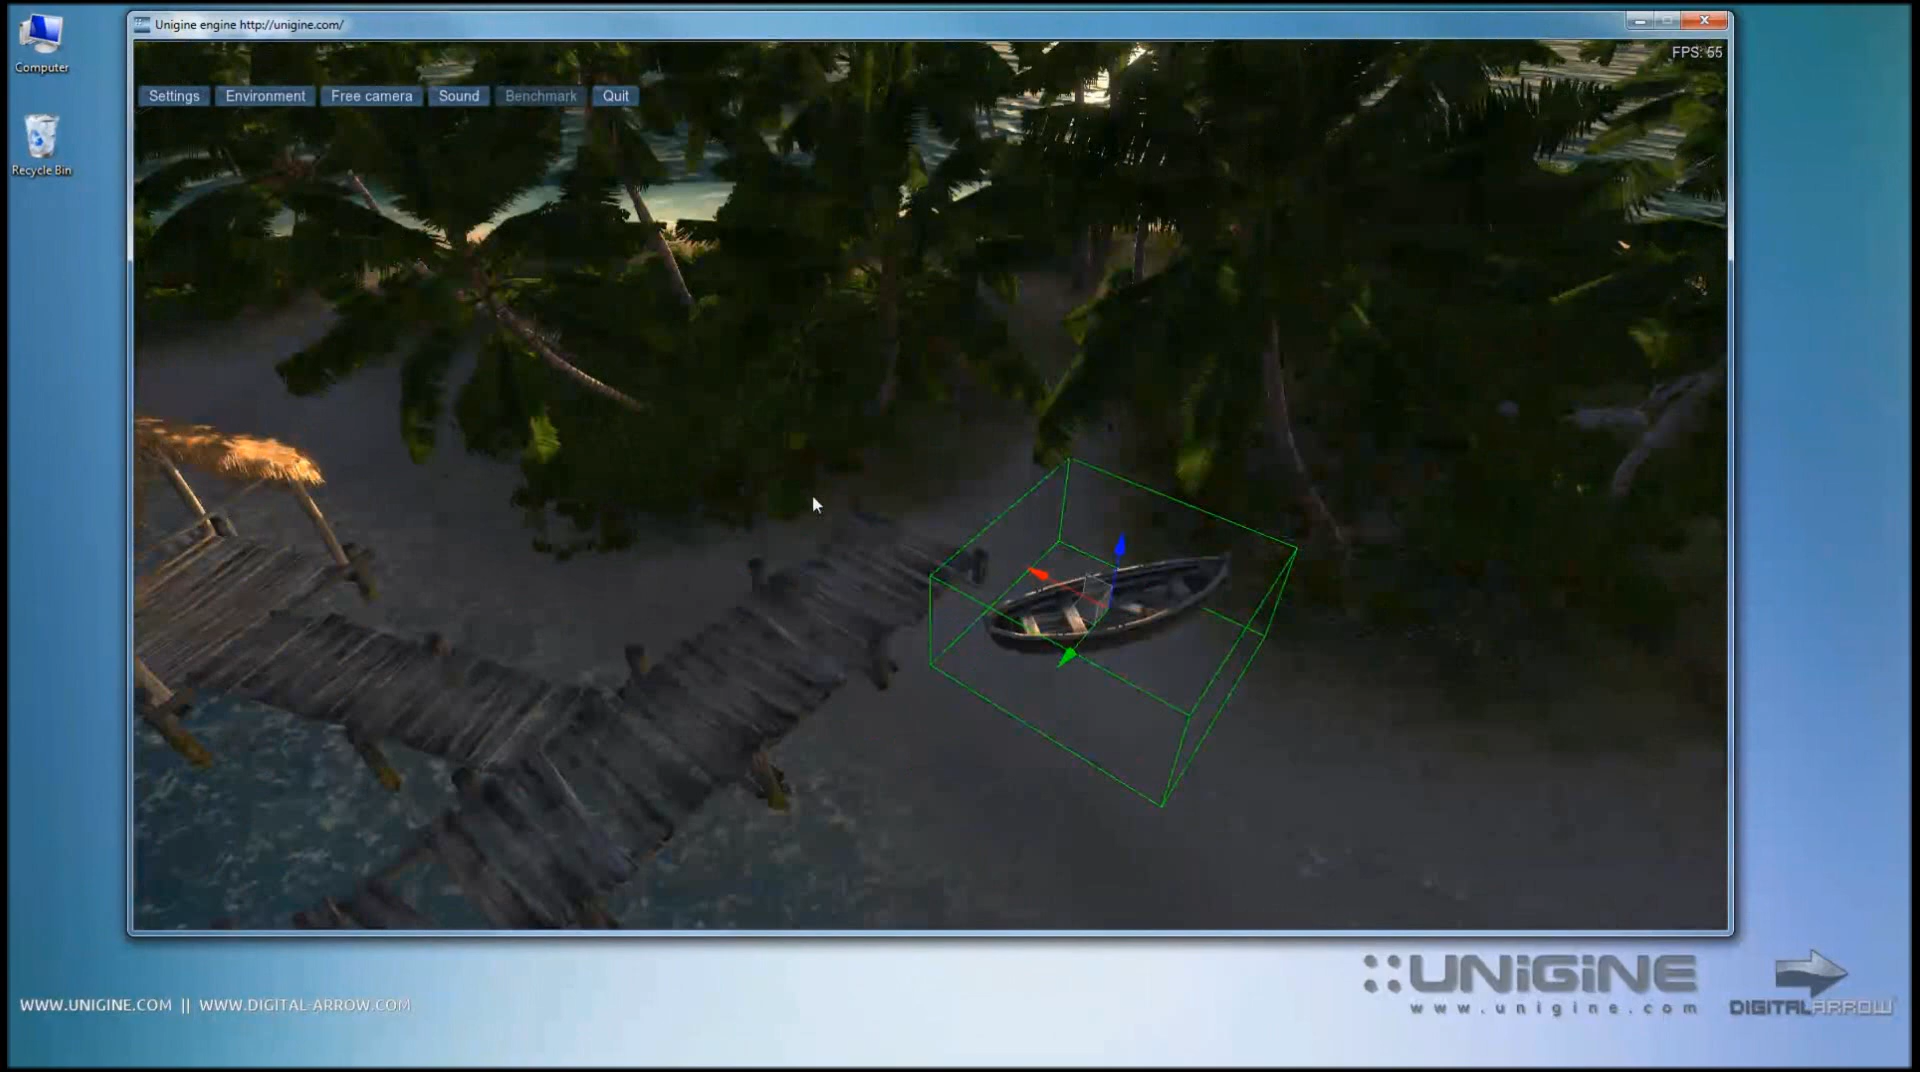 Unigine engine http://unigine.com/
FPS: 55
Computer
Settings Environment Free camera Sound Benchmark Quit
Recycle Bin
::UNiGiNE
www.unigine.com
DIGITALARROW
WWW.UNIGINE.COM || WWW.DIGITAL-ARROW.COM